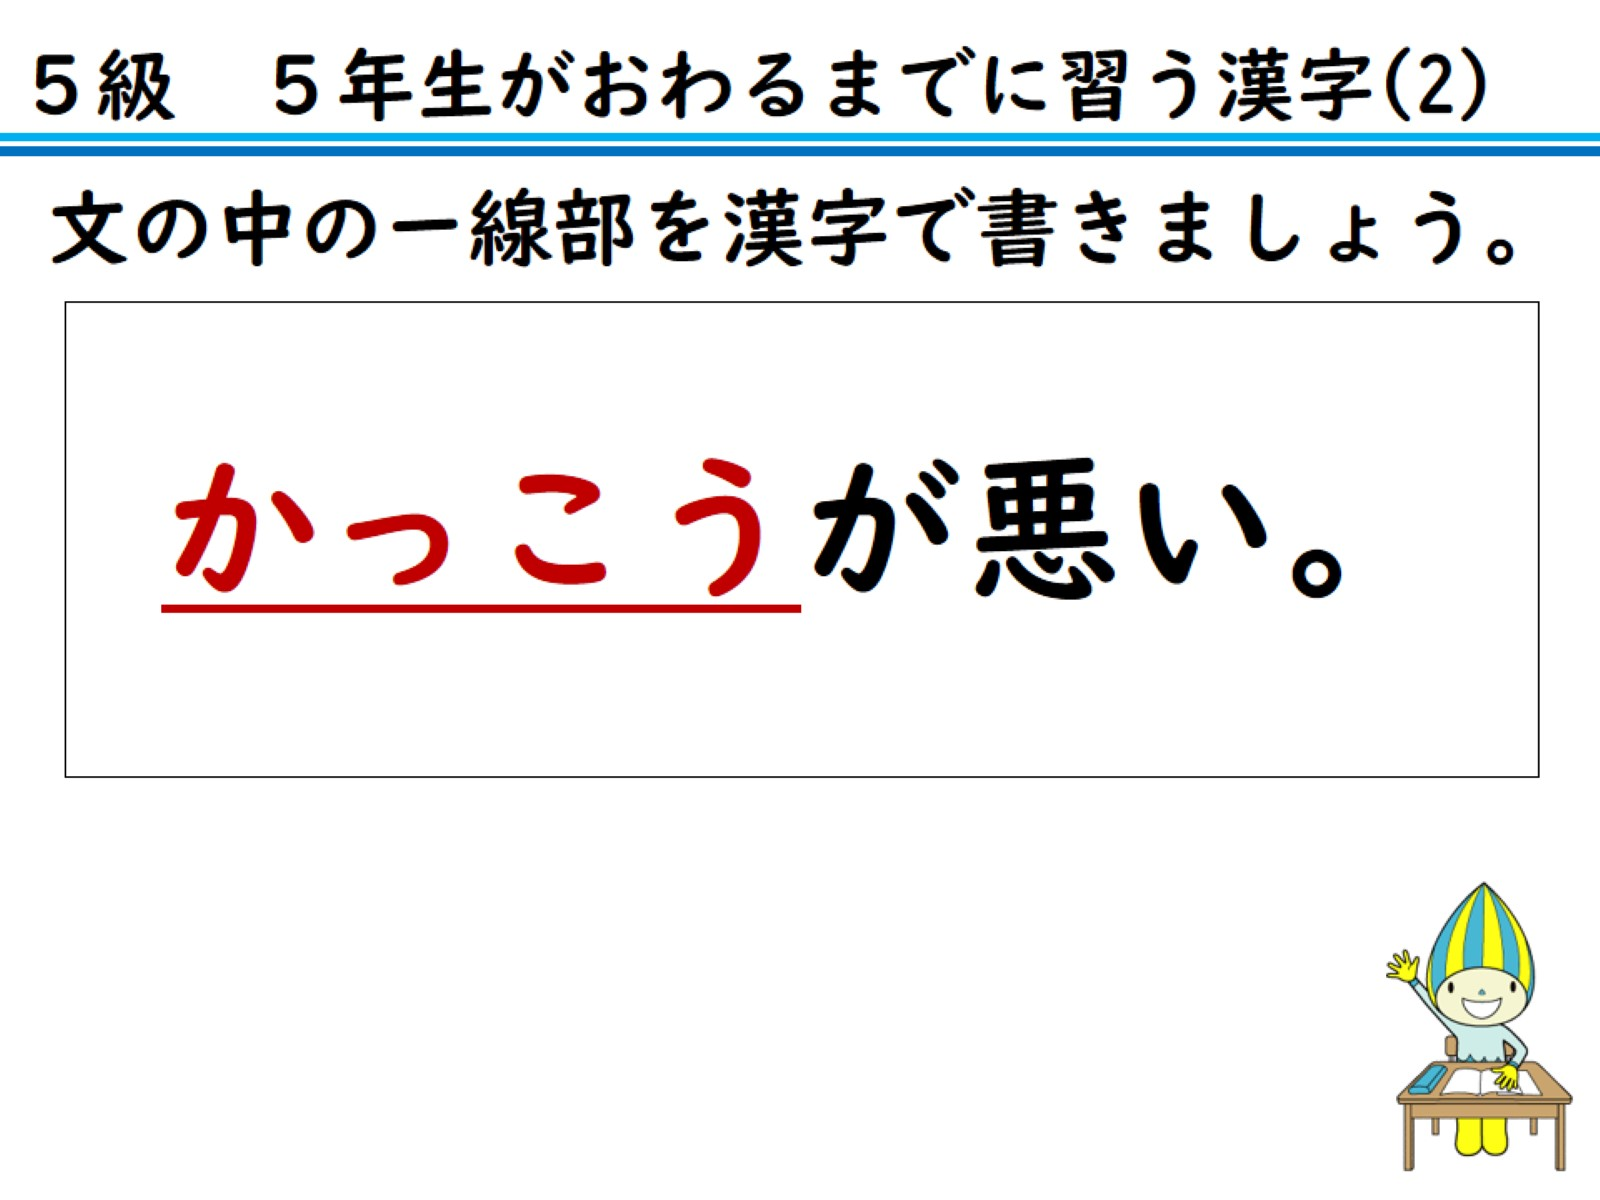 ５級　５年生がおわるまでに習う漢字(2)
文の中の―線部を漢字で書きましょう。
かっこうが悪い。